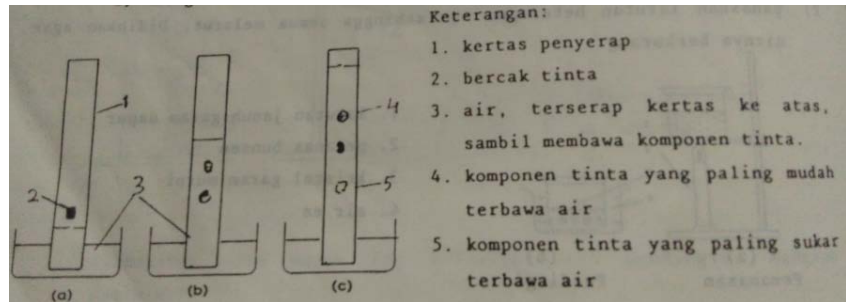 Keterangan:
1. kertas penyerap
2. bercak tinta
3. air, terserap kertas ke atas,
sambil membawa komponen tinta.
4. komponen tinta yang paling mudah
terbawa air
5. komponen tinta yang paling sukar
terbawa air
1
2
3
4
5
(a)
(b)
(c)